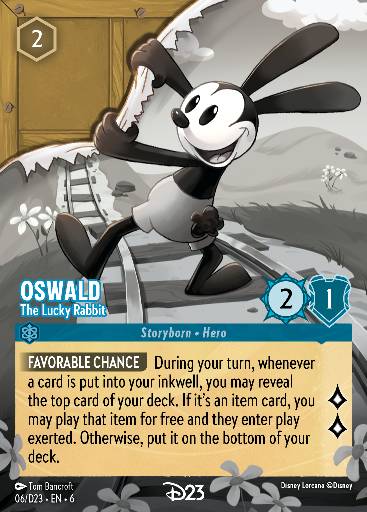 2
OSWALD
The Lucky Rabbit
2 1
Storyborn • Hero
FAVORABLE CHANCE During your turn, whenever
a card is put into your inkwell, you may reveal
the top card of your deck. If it's an item card, you
may play that item for free and they enter play
exerted. Otherwise, put it on the bottom of your
deck.
Tom Bancroft
06/D23 • EN • 6
D23
Disney Lorcana ©Disney